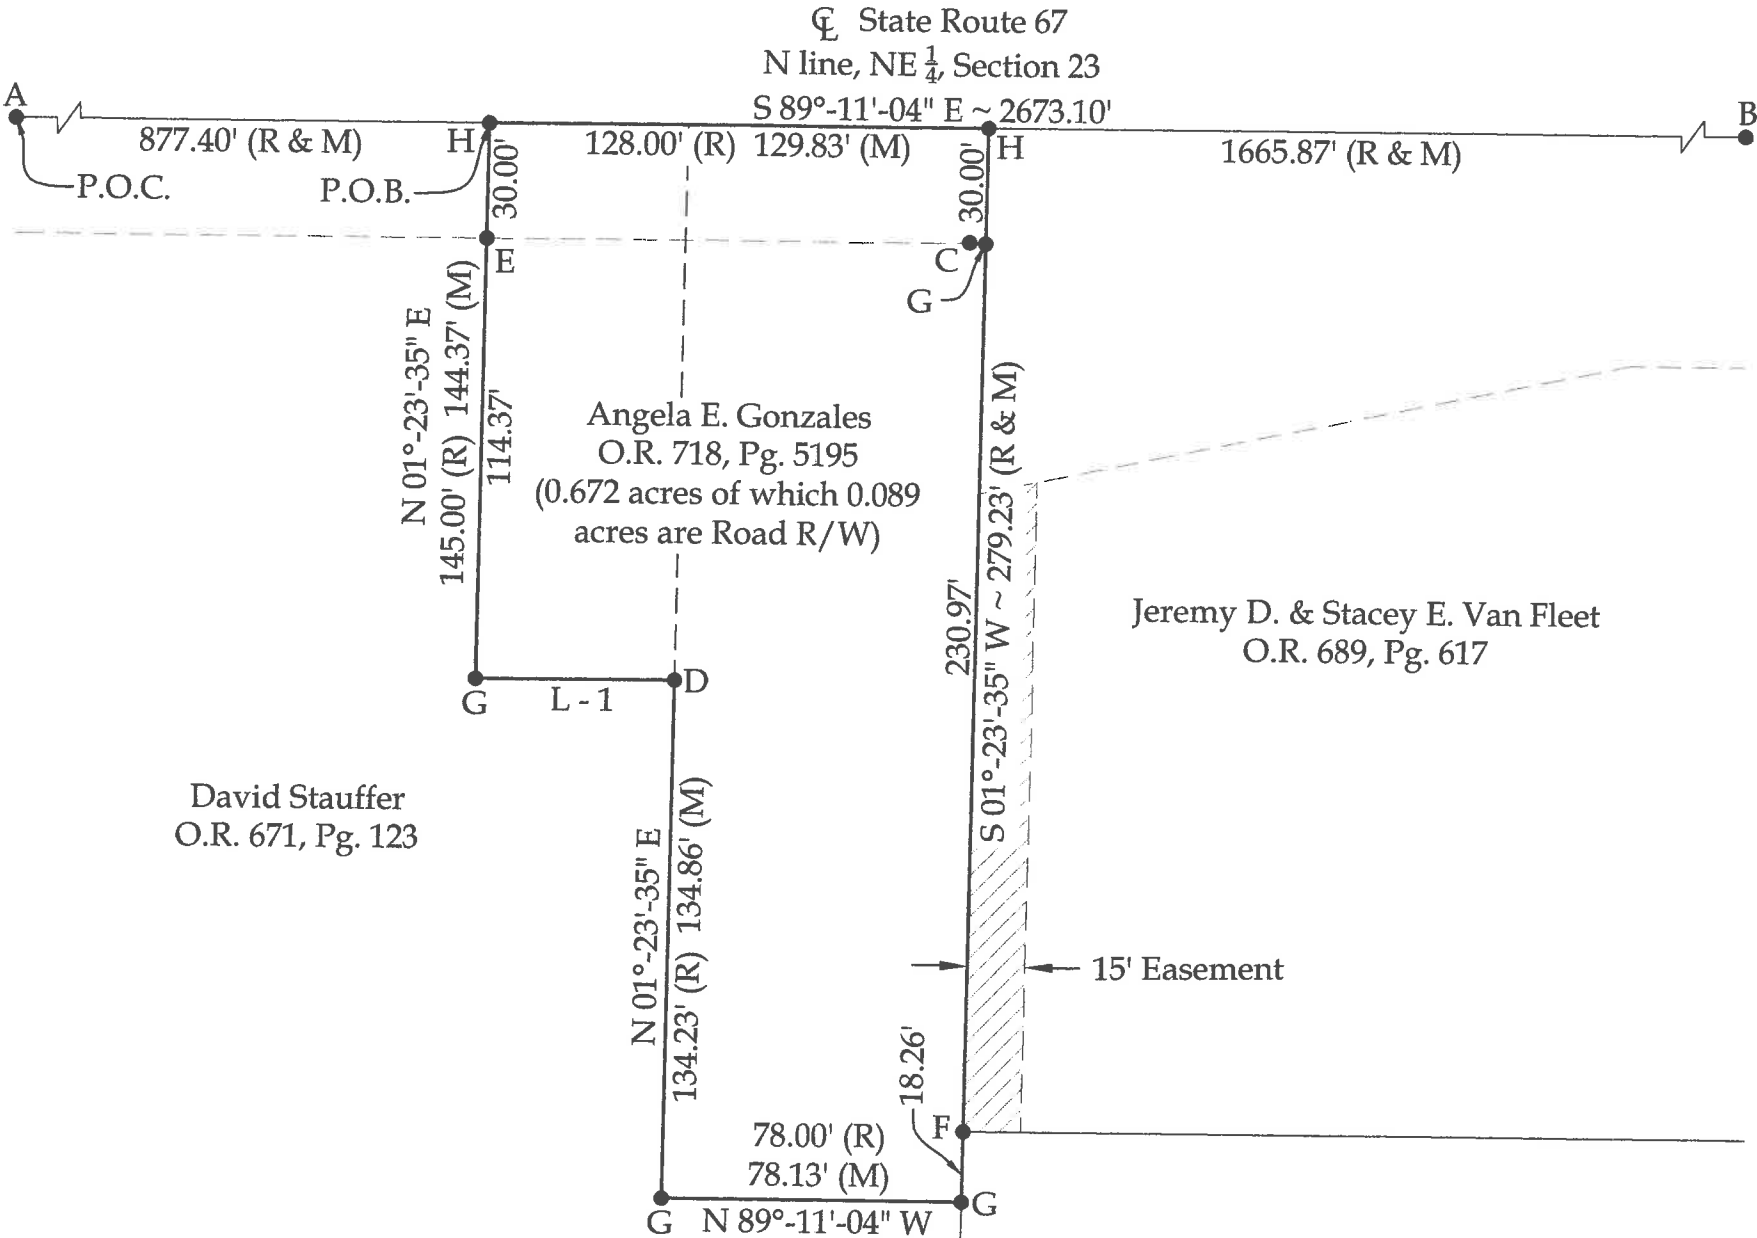 ℄ State Route 67
N line, NE 1/4, Section 23
S 89°-11'-04" E ~ 2673.10'
A
B
877.40' (R & M)
H
128.00' (R) 129.83' (M)
H
1665.87' (R & M)
P.O.C.
P.O.B.
30.00'
30.00'
E
C
G
N 01°-23'-35" E
145.00' (R) 144.37' (M)
114.37'
Angela E. Gonzales
O.R. 718, Pg. 5195
(0.672 acres of which 0.089
acres are Road R/W)
230.97'
S 01°-23'-35" W ~ 279.23' (R & M)
Jeremy D. & Stacey E. Van Fleet
O.R. 689, Pg. 617
G
L - 1
D
David Stauffer
O.R. 671, Pg. 123
N 01°-23'-35" E
134.23' (R) 134.86' (M)
15' Easement
18.26'
F
78.00' (R)
78.13' (M)
G
N 89°-11'-04" W
G